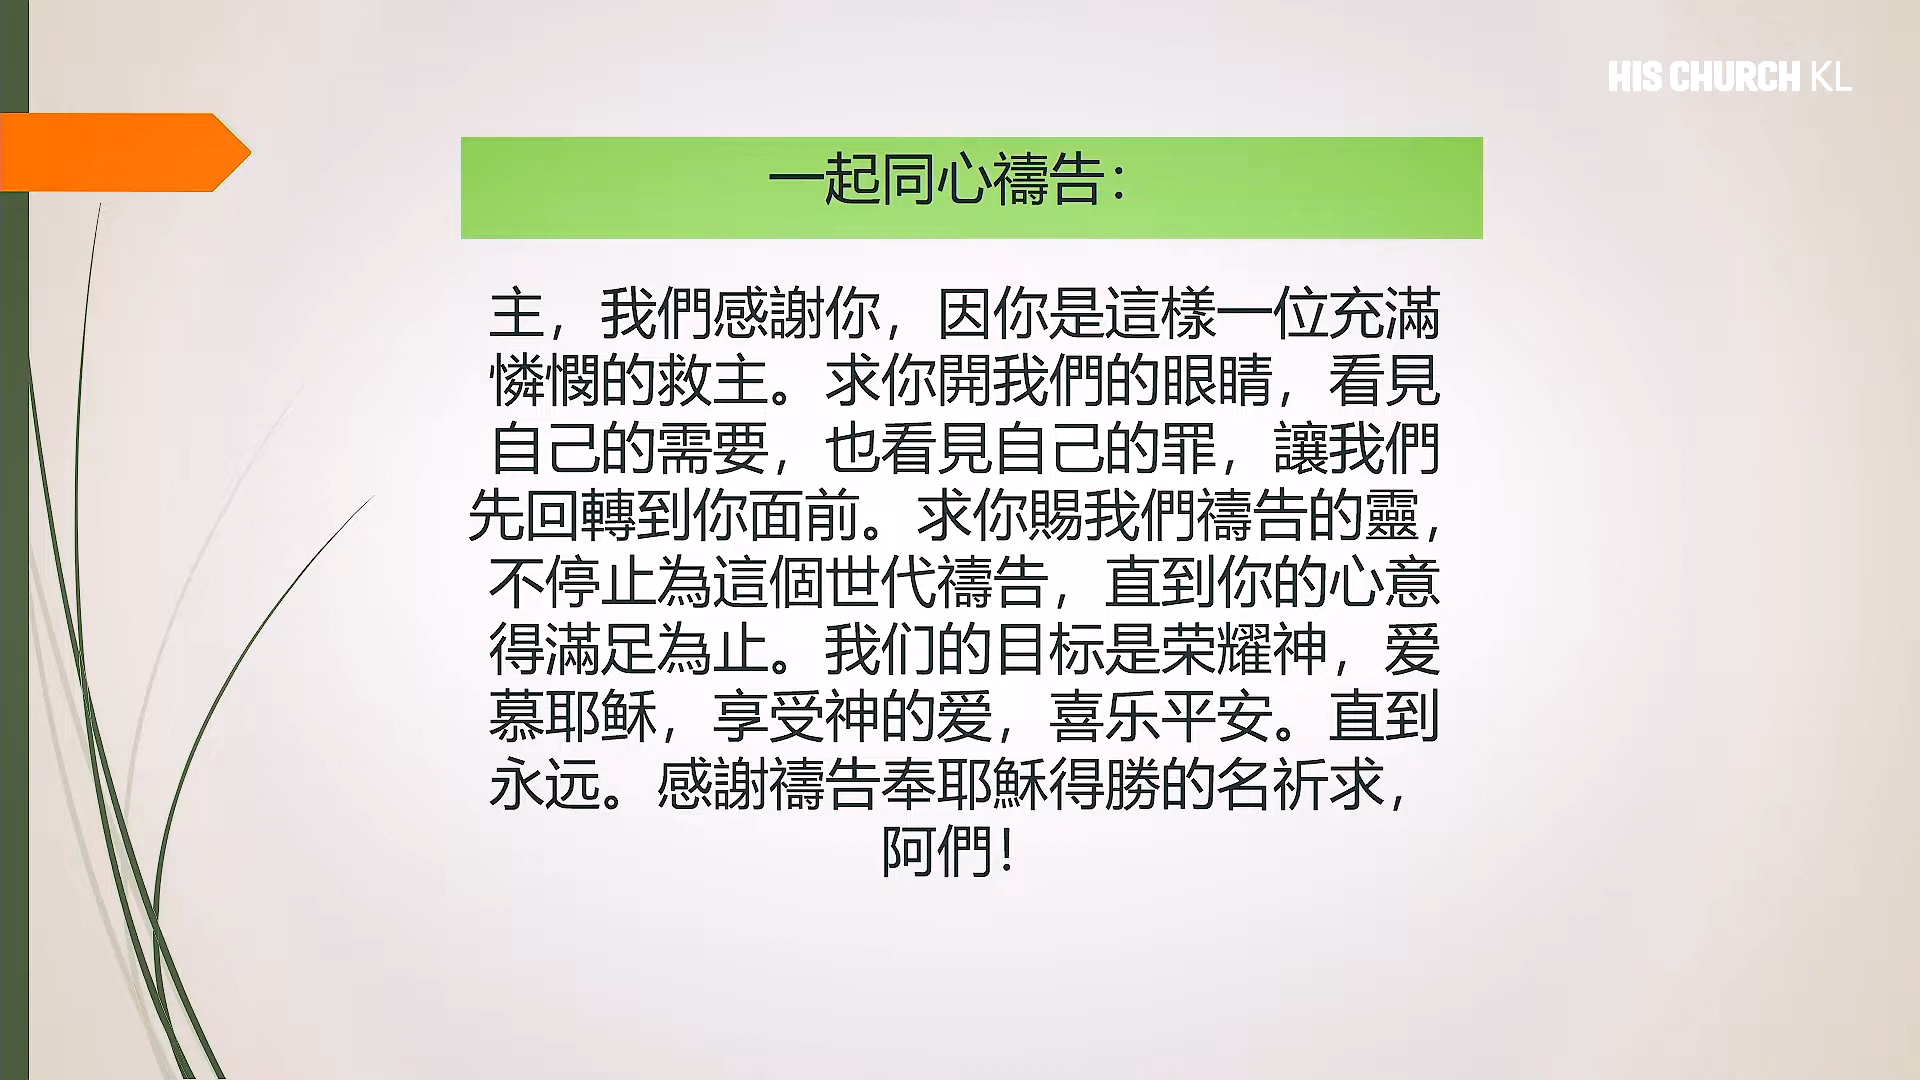 HIS CHURCH KL
一起同心禱告：
主，我們感謝你，因你是這樣一位充滿
憐憫的救主。求你開我們的眼睛，看見
自己的需要，也看見自己的罪，讓我們
先回轉到你面前。求你賜我們禱告的靈，
不停止為這個世代禱告，直到你的心意
得滿足為止。我们的目标是荣耀神，爱
慕耶稣，享受神的爱，喜乐平安。直到
永远。感謝禱告奉耶穌得勝的名祈求，
阿們！